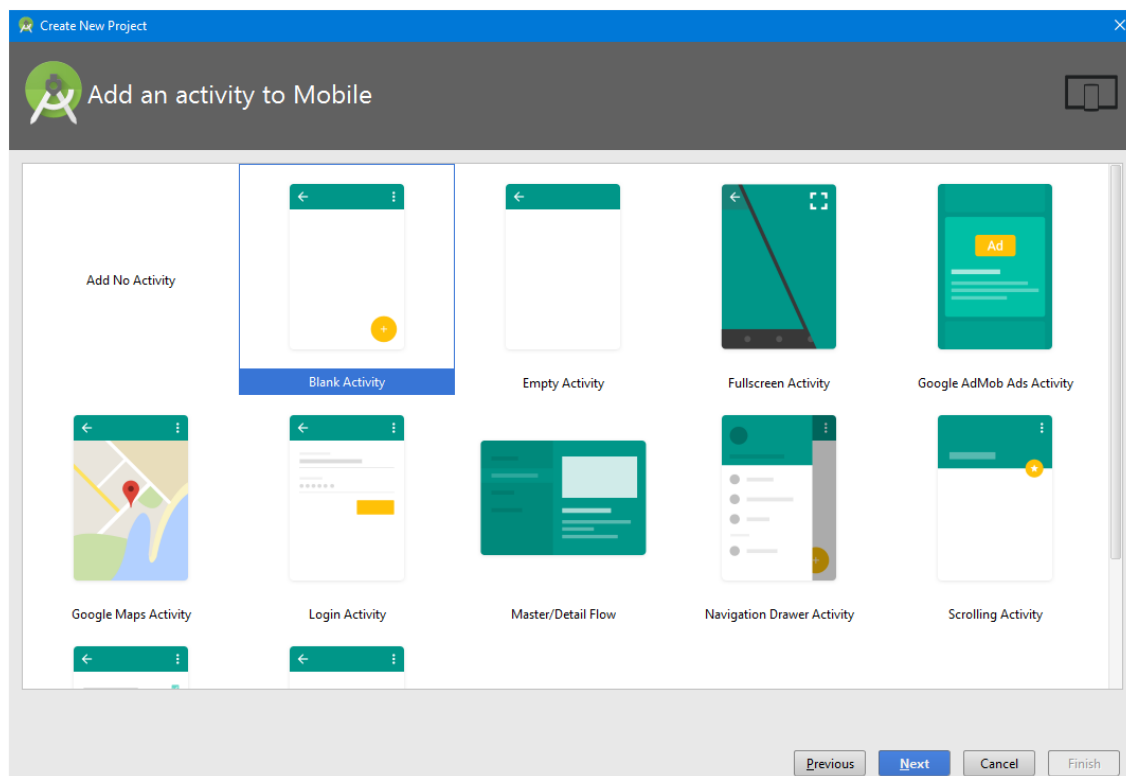 Create New Project
Add an activity to Mobile
Add No Activity
Blank Activity
Empty Activity
Fullscreen Activity
Ad
Google AdMob Ads Activity
Google Maps Activity
Login Activity
Master/Detail Flow
Navigation Drawer Activity
Scrolling Activity
Previous
Next
Cancel
Finish